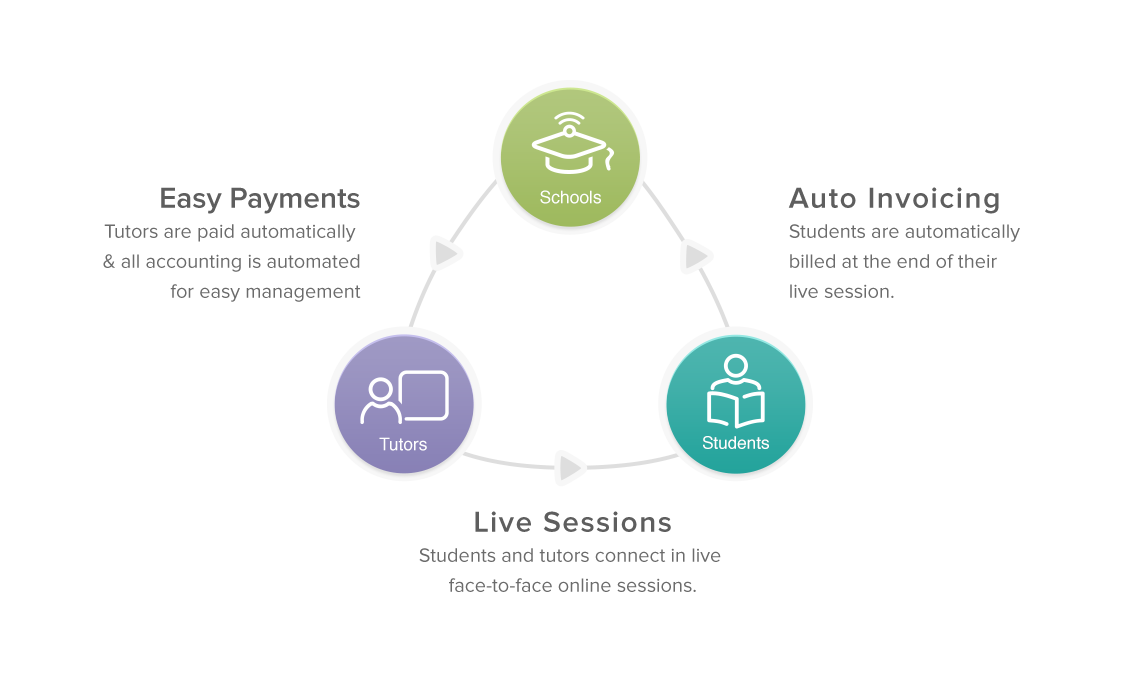 Schools
Easy Payments
Tutors are paid automatically
& all accounting is automated
for easy management
Auto Invoicing
Students are automatically
billed at the end of their
live session.
Tutors
Students
Live Sessions
Students and tutors connect in live
face-to-face online sessions.